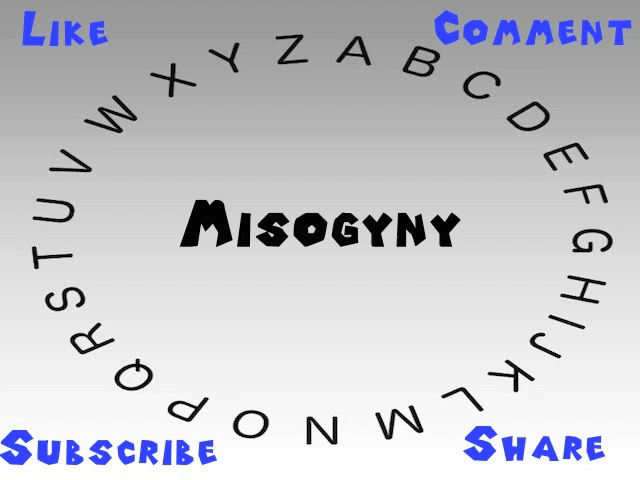 Like
Comment
A B C D E F G H I J K L M N O P Q R S T U V W X Y Z
Misogyny
Subscribe
Share